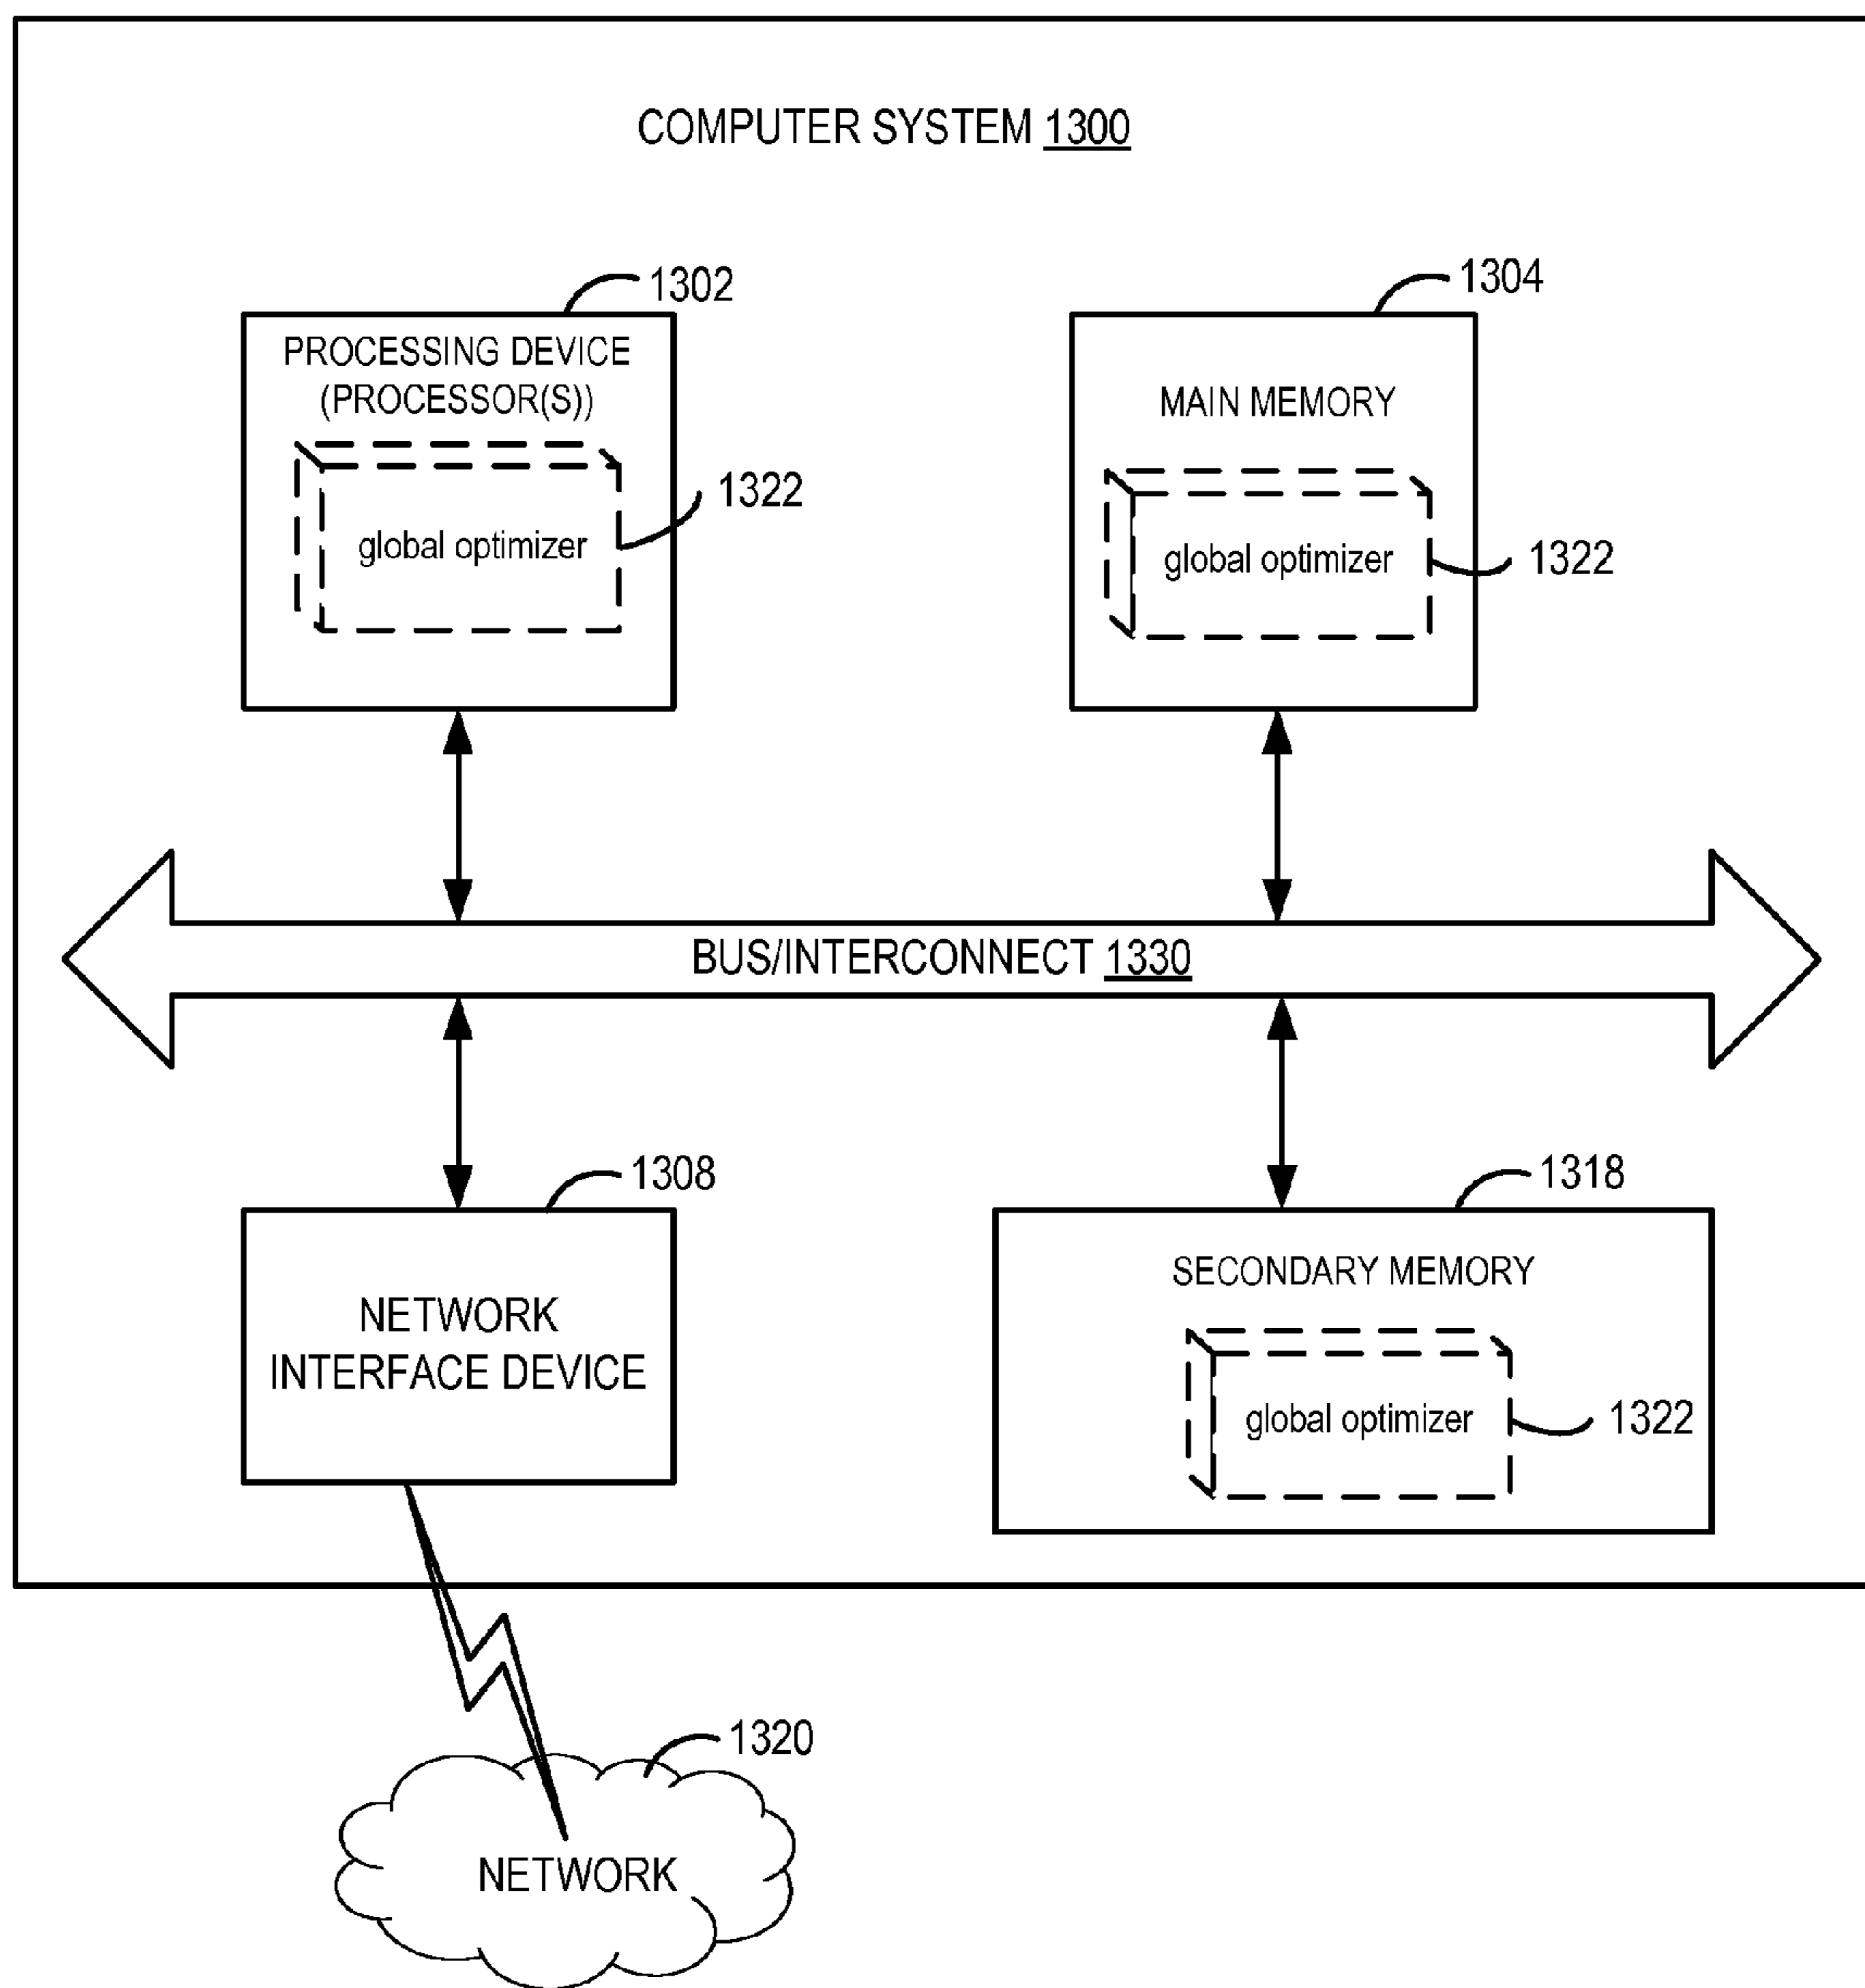 COMPUTER SYSTEM 1300
1302
PROCESSING DEVICE
(PROCESSOR(S))
global optimizer
1322
1304
MAIN MEMORY
global optimizer
1322
BUS/INTERCONNECT 1330
1308
NETWORK
INTERFACE DEVICE
1318
SECONDARY MEMORY
global optimizer
1322
1320
NETWORK